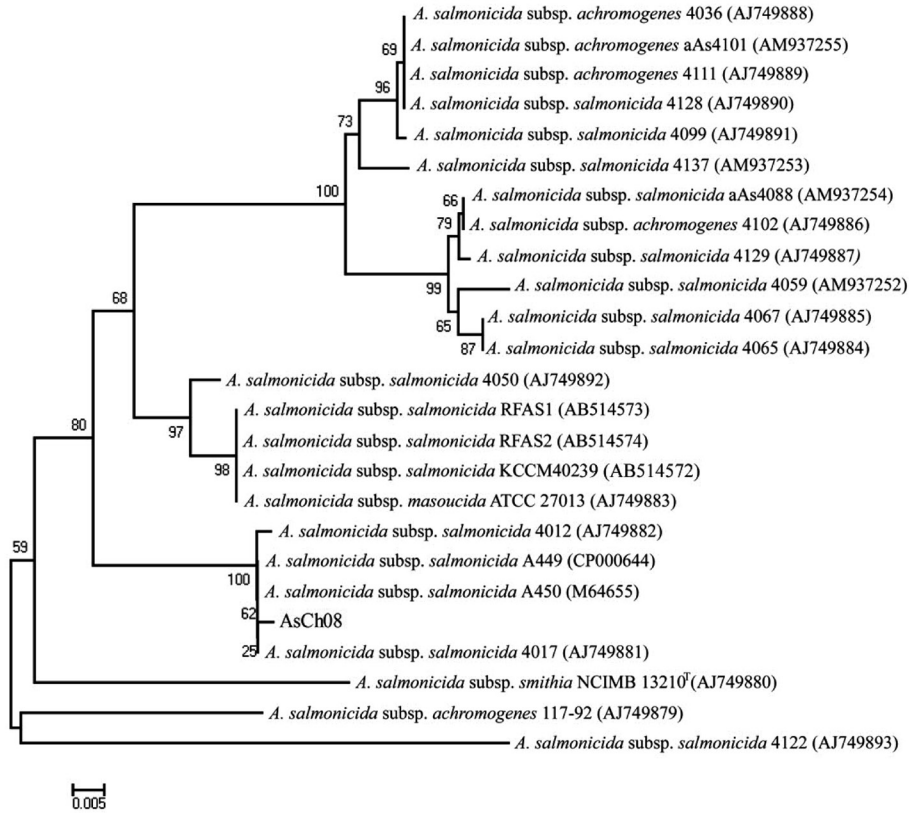 A. salmonicida subsp. achromogenes 4036 (AJ749888)
A. salmonicida subsp. achromogenes aAs4101 (AM937255)
69
A. salmonicida subsp. achromogenes 4111 (AJ749889)
96
A. salmonicida subsp. salmonicida 4128 (AJ749890)
73
A. salmonicida subsp. salmonicida 4099 (AJ749891)
A. salmonicida subsp. salmonicida 4137 (AM937253)
100
A. salmonicida subsp. salmonicida aAs4088 (AM937254)
66
79
A. salmonicida subsp. achromogenes 4102 (AJ749886)
A. salmonicida subsp. salmonicida 4129 (AJ749887)
99
A. salmonicida subsp. salmonicida 4059 (AM937252)
68
A. salmonicida subsp. salmonicida 4067 (AJ749885)
65
87
A. salmonicida subsp. salmonicida 4065 (AJ749884)
A. salmonicida subsp. salmonicida 4050 (AJ749892)
A. salmonicida subsp. salmonicida RFAS1 (AB514573)
80
97
A. salmonicida subsp. salmonicida RFAS2 (AB514574)
98
A. salmonicida subsp. salmonicida KCCM40239 (AB514572)
A. salmonicida subsp. masoucida ATCC 27013 (AJ749883)
A. salmonicida subsp. salmonicida 4012 (AJ749882)
59
A. salmonicida subsp. salmonicida A449 (CP000644)
100
A. salmonicida subsp. salmonicida A450 (M64655)
62
AsCh08
25
A. salmonicida subsp. salmonicida 4017 (AJ749881)
A. salmonicida subsp. smithia NCIMB 13210T (AJ749880)
A. salmonicida subsp. achromogenes 117-92 (AJ749879)
A. salmonicida subsp. salmonicida 4122 (AJ749893)
0.005